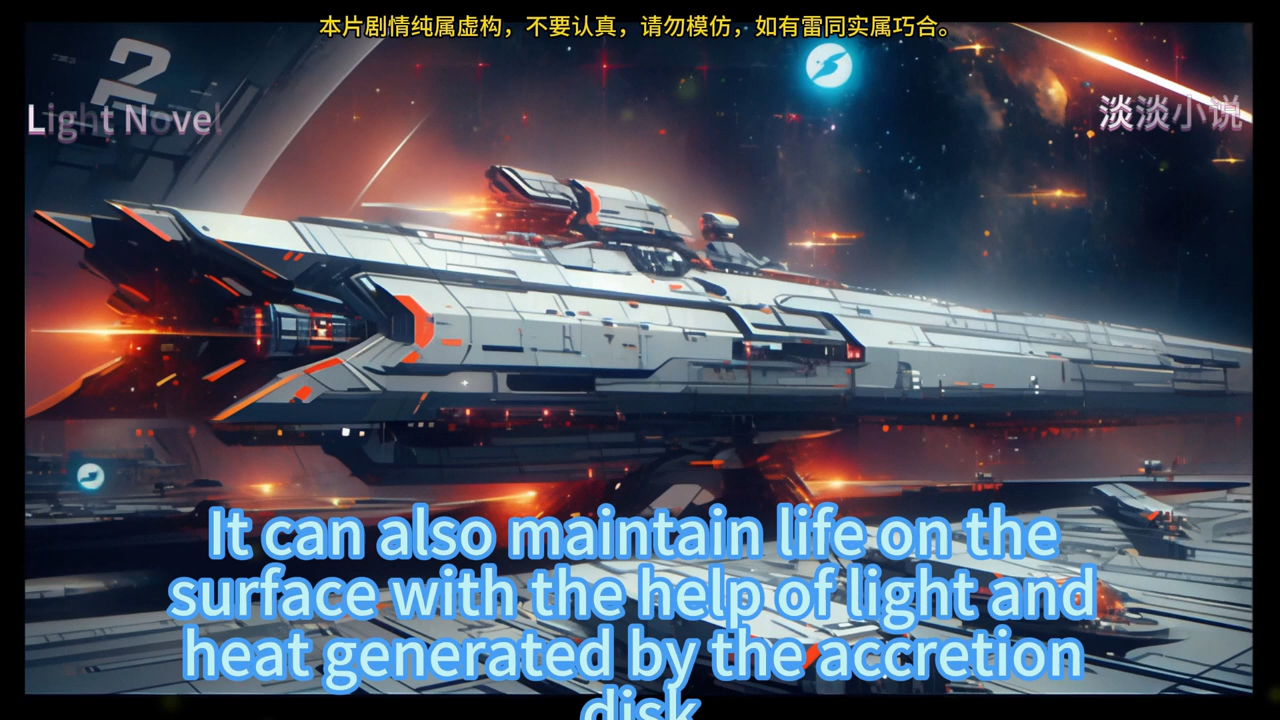 本片剧情纯属虚构，不要认真，请勿模仿，如有雷同实属巧合。
2
Light Novel
淡淡小说
It can also maintain life on the
surface with the help of light and
heat generated by the accretion
disk